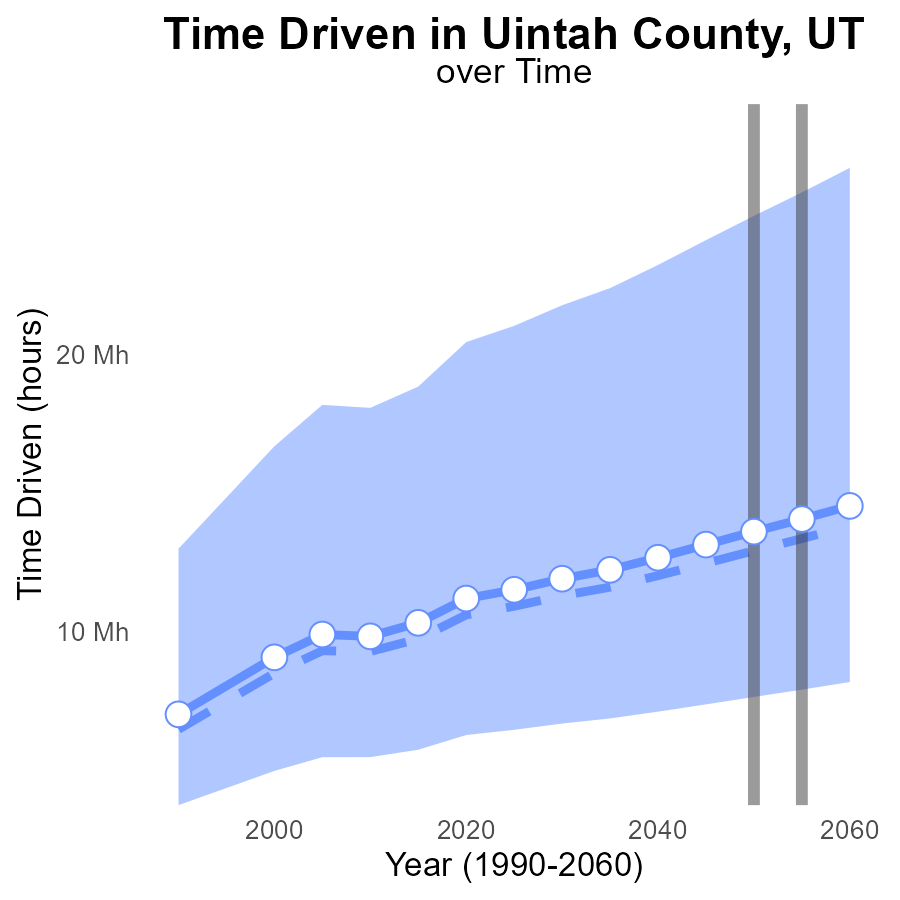 Time Driven in Uintah County, UT
over Time
Time Driven (hours)
20 Mh
10 Mh
2000 2020 2040 2060
Year (1990-2060)